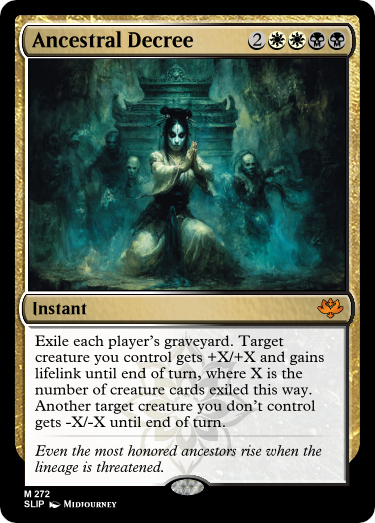 Ancestral Decree 2
Instant
Exile each player's graveyard. Target
creature you control gets +X/+X and gains
lifelink until end of turn, where X is the
number of creature cards exiled this way.
Another target creature you don't control
gets -X/-X until end of turn.
Even the most honored ancestors rise when the
lineage is threatened.
M 272
SLIP Midjourney